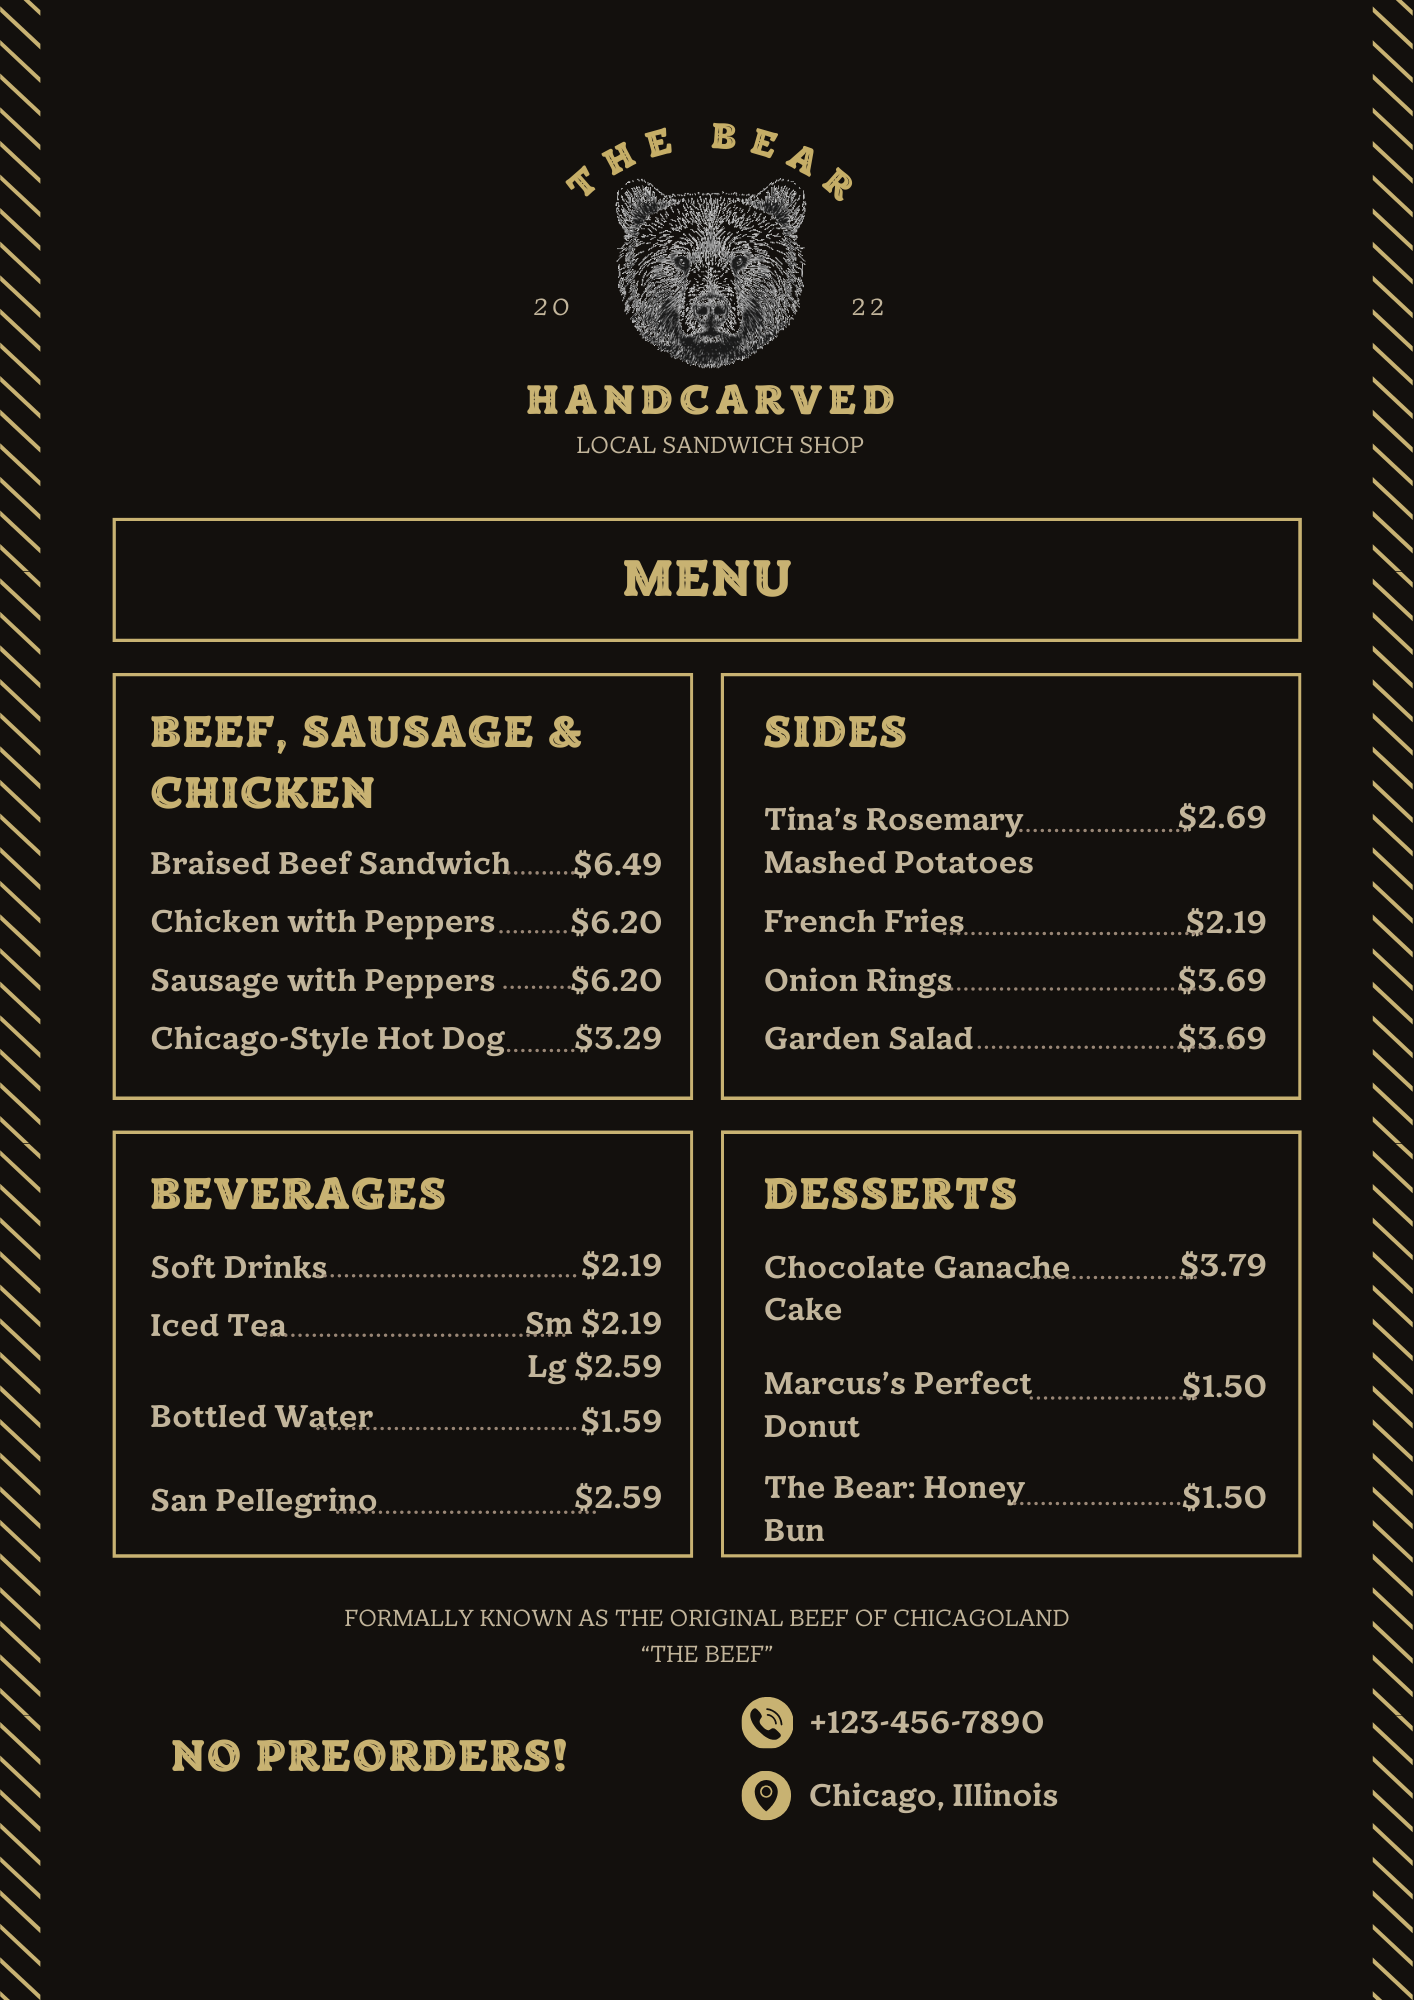 THE BEAR
20 22
HANDCARVED
LOCAL SANDWICH SHOP
MENU
BEEF, SAUSAGE &
CHICKEN
Braised Beef Sandwich.........$6.49
Chicken with Peppers ..........$6.20
Sausage with Peppers ..........$6.20
Chicago-Style Hot Dog..........$3.29
SIDES
Tina’s Rosemary......................$2.69
Mashed Potatoes
French Fries..............................$2.19
Onion Rings..............................$3.69
Garden Salad............................$3.69
BEVERAGES
Soft Drinks..............................$2.19
Iced Tea..............................Sm $2.19
Lg $2.59
Bottled Water..............................$1.59
San Pellegrino..............................$2.59
DESSERTS
Chocolate Ganache....................$3.79
Cake
Marcus’s Perfect....................$1.50
Donut
The Bear: Honey....................$1.50
Bun
FORMALLY KNOWN AS THE ORIGINAL BEEF OF CHICAGOLAND
“THE BEEF”
NO PREORDERS!
+123-456-7890
Chicago, Illinois